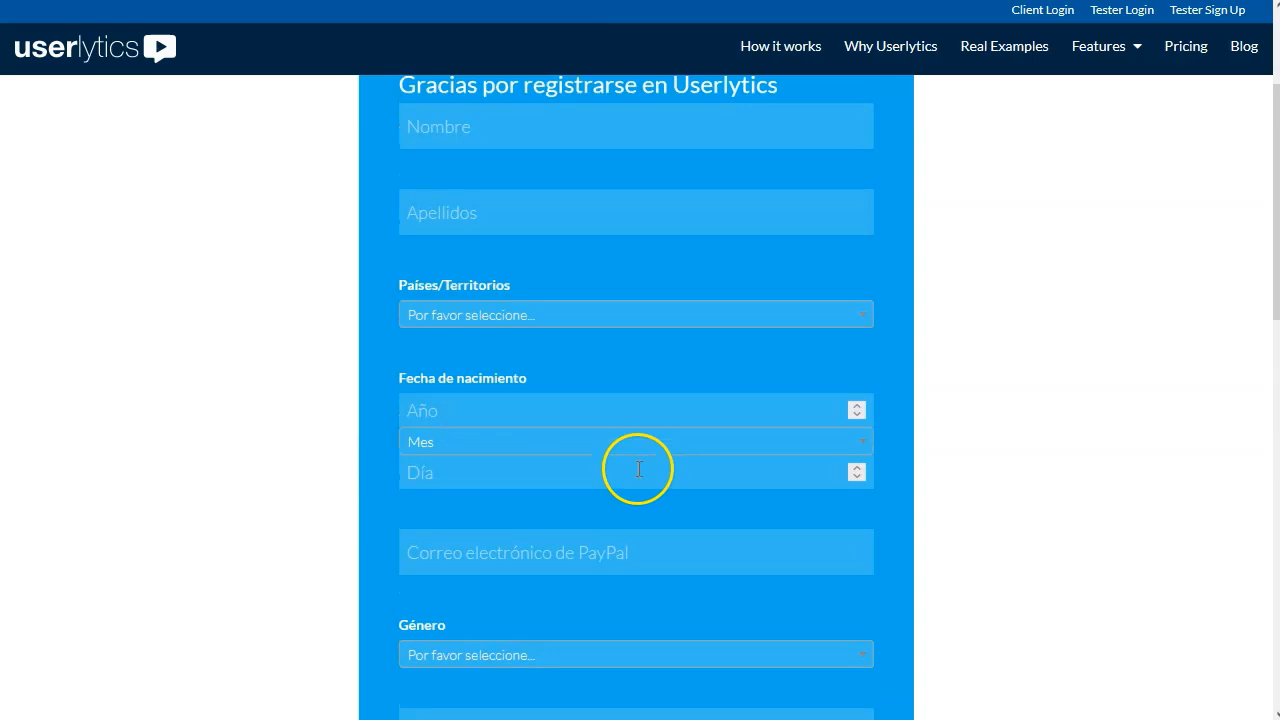 Client Login Tester Login Tester Sign Up
userlytics How it works Why Userlytics Real Examples Features Pricing Blog
Gracias por registrarse en Userlytics
Nombre
Apellidos
Países/Territorios
Por favor seleccione...
Fecha de nacimiento
Año
Mes
Día
Correo electrónico de PayPal
Género
Por favor seleccione...